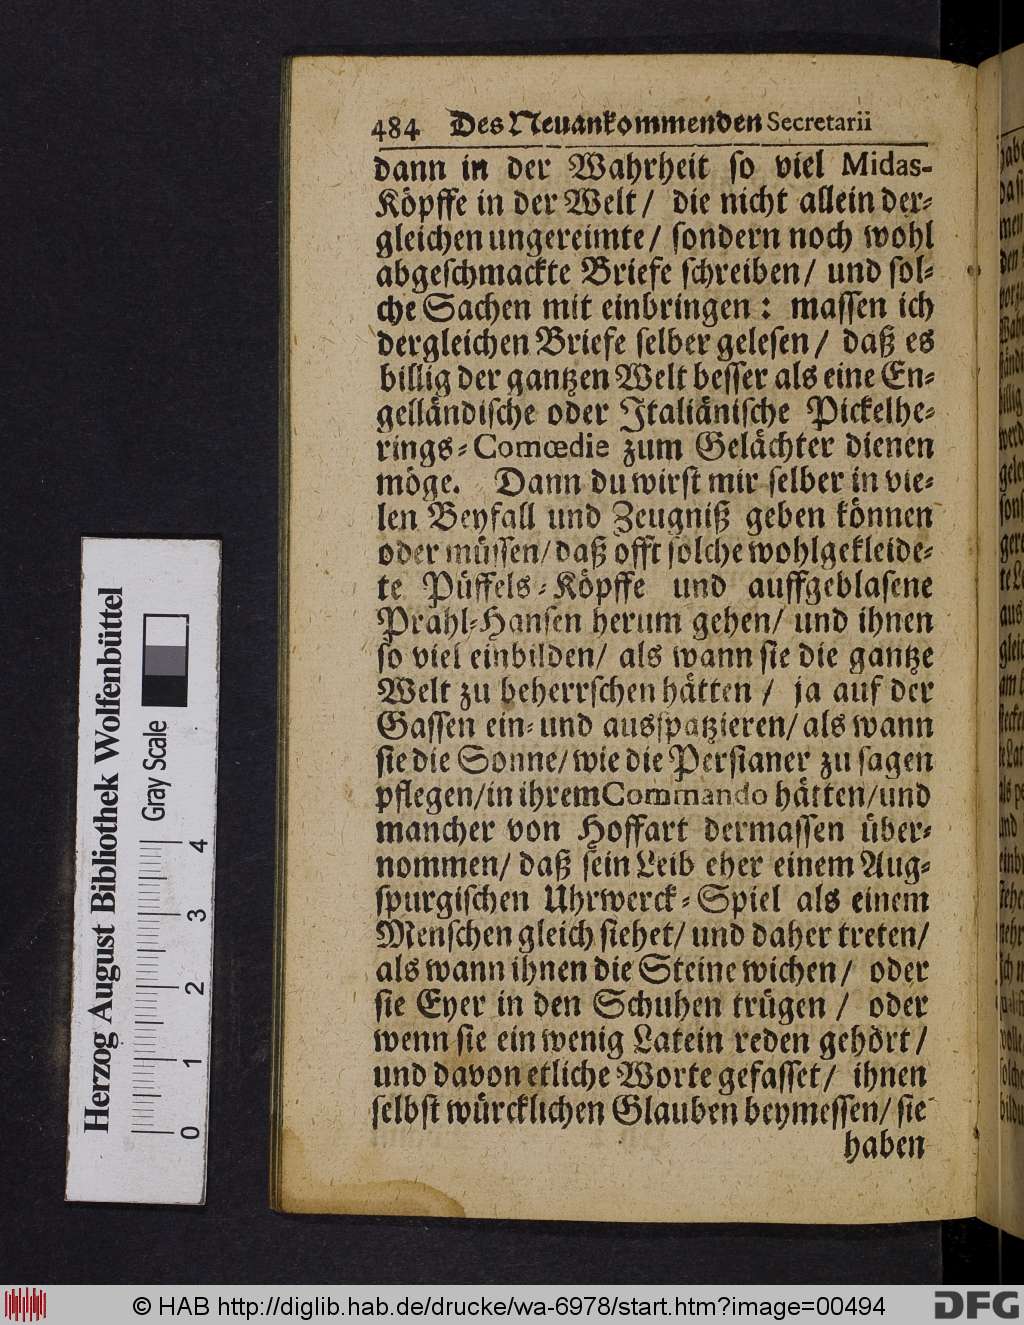 484 Des Neuankommenden Secretarii
dann in der Wahrheit so viel Midas-
Köpffe in der Welt / die nicht allein der-
gleichen ungereimte / sondern noch wohl
abgeschmackte Briefe schreiben / und sol-
che Sachen mit einbringen : massen ich
dergleichen Briefe selber gelesen / daß es
billig der gantzen Welt besser als eine En-
gelländische oder Italiänische Pickelhe-
rings-Comœdie zum Gelächter dienen
möge. Dann du wirst mir selber in vie-
len Beyfall und Zeugniß geben können
oder müssen / daß offt solche wohlgekleide-
te Püffels-Köpffe und auffgeblasene
Prahl-Hansen herum gehen / und ihnen
so viel einbilden / als wann sie die gantze
Welt zu beherrschen hätten / ja auf der
Gassen ein- und ausspatzieren / als wann
sie die Sonne / wie die Persianer zu sagen
pflegen / in ihrem Commando hätten / und
mancher von Hoffart dermassen über-
nommen / daß sein Leib eher einem Aug-
spurgischen Uhrwerck-Spiel als einem
Menschen gleich siehet / und daher treten /
als wann ihnen die Steine wichen / oder
sie Eyer in den Schuhen trügen / oder
wenn sie ein wenig Latein reden gehört /
und davon etliche Worte gefasset / ihnen
selbst würcklichen Glauben beymessen / sie
haben
Herzog August Bibliothek Wolfenbüttel
Gray Scale
0 1 2 3 4
© HAB http://diglib.hab.de/drucke/wa-6978/start.htm?image=00494
DFG